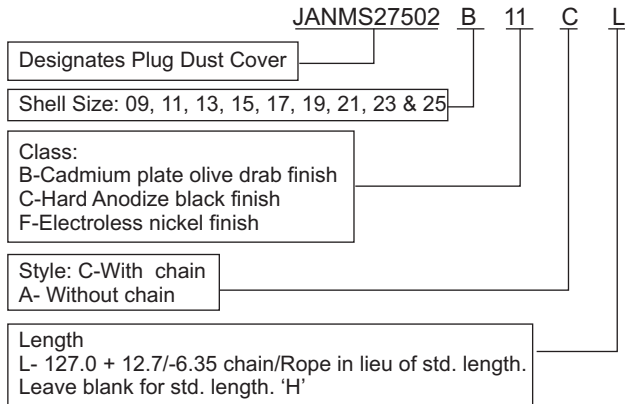 JANMS27502 B 11 C L
Designates Plug Dust Cover
Shell Size: 09, 11, 13, 15, 17, 19, 21, 23 & 25
Class:
B-Cadmium plate olive drab finish
C-Hard Anodize black finish
F-Electroless nickel finish
Style: C-With chain
A- Without chain
Length
L- 127.0 + 12.7/-6.35 chain/Rope in lieu of std. length.
Leave blank for std. length. ‘H’